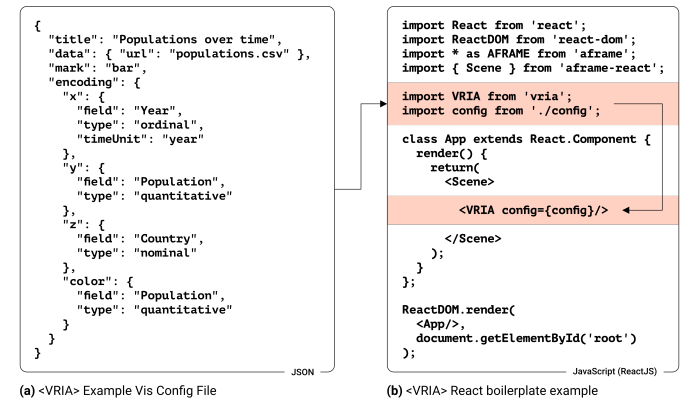 {
  "title": "Populations over time",
  "data": { "url": "populations.csv" },
  "mark": "bar",
  "encoding": {
    "x": {
      "field": "Year",
      "type": "ordinal",
      "timeUnit": "year"
    },
    "y": {
      "field": "Population",
      "type": "quantitative"
    },
    "z": {
      "field": "Country",
      "type": "nominal"
    },
    "color": {
      "field": "Population",
      "type": "quantitative"
    }
  }
}
JSON
(a) <VRIA> Example Vis Config File
import React from 'react';
import ReactDOM from 'react-dom';
import * as AFRAME from 'aframe';
import { Scene } from 'aframe-react';
import VRIA from 'vria';
import config from './config';
class App extends React.Component {
  render() {
    return(
      <Scene>
        <VRIA config={config}/>
      </Scene>
    );
  }
};
ReactDOM.render(
  <App/>,
  document.getElementById('root')
);
JavaScript (ReactJS)
(b) <VRIA> React boilerplate example